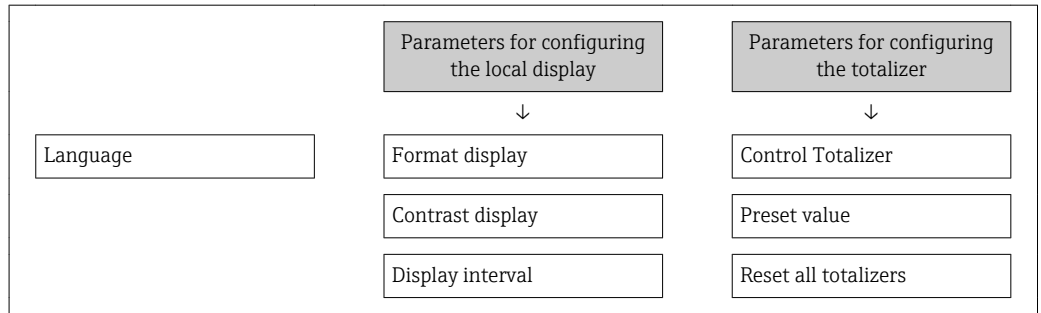 Parameters for configuring
the local display
Parameters for configuring
the totalizer
↓
↓
Language
Format display
Control Totalizer
Contrast display
Preset value
Display interval
Reset all totalizers